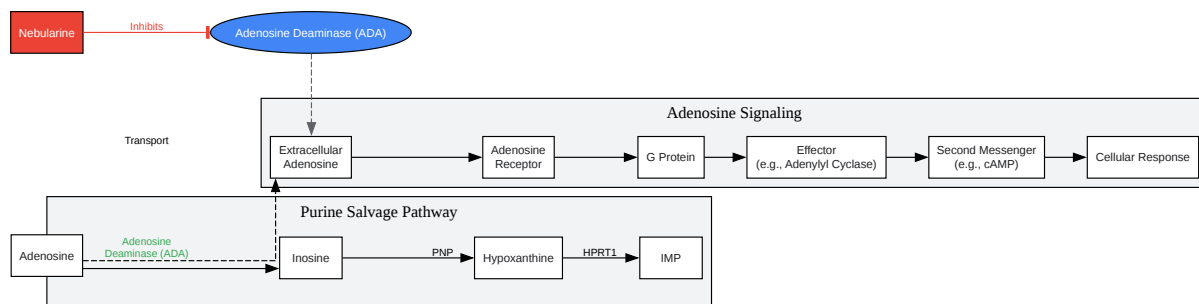 Nebularine
Inhibits
Adenosine Deaminase (ADA)
Adenosine Signaling
Transport
Extracellular
Adenosine
Adenosine
Receptor
G Protein
Effector
(e.g., Adenylyl Cyclase)
Second Messenger
(e.g., cAMP)
Cellular Response
Purine Salvage Pathway
Adenosine
Adenosine
Deaminase (ADA)
Inosine
PNP
Hypoxanthine
HPRT1
IMP